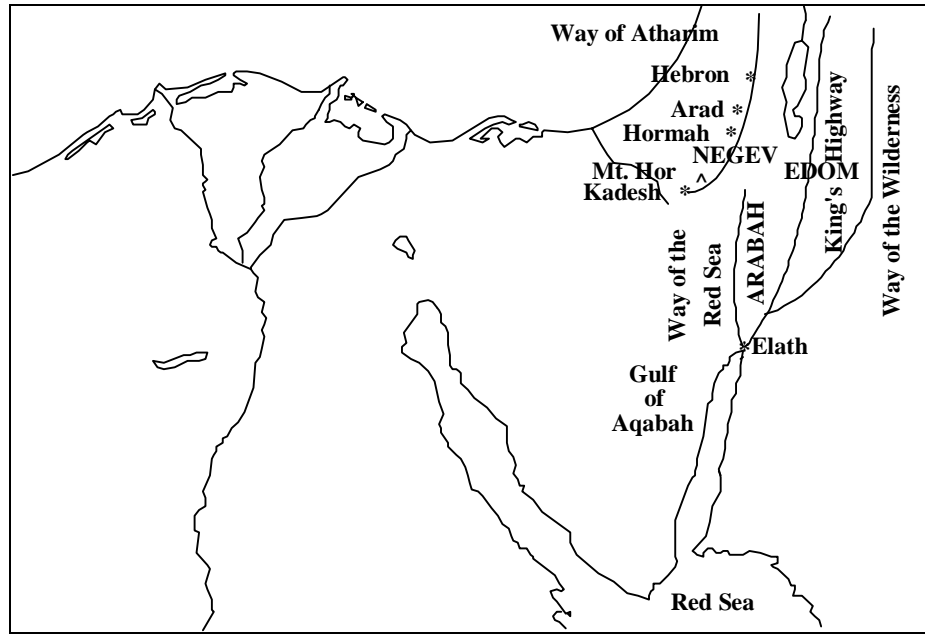 Way of Atharim
Hebron *
Arad *
Hormah *
NEGEV
Mt. Hor ^
Kadesh *
EDOM
King's Highway
Way of the Wilderness
ARABAH
Way of the
Red Sea
*Elath
Gulf
of
Aqabah
Red Sea